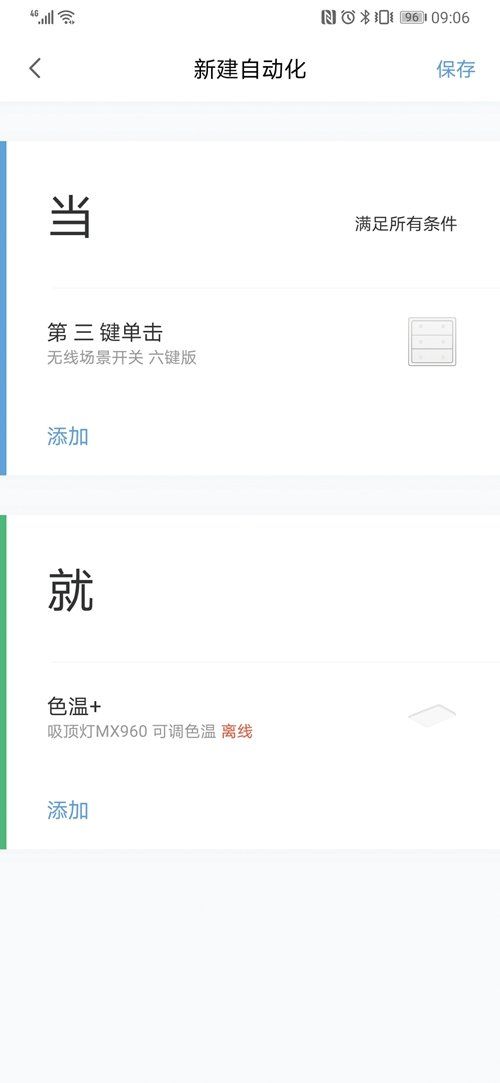 4G 96 09:06
新建自动化 保存
当
满足所有条件
第 三 键单击
无线场景开关 六键版
添加
就
色温+
吸顶灯MX960 可调色温 离线
添加